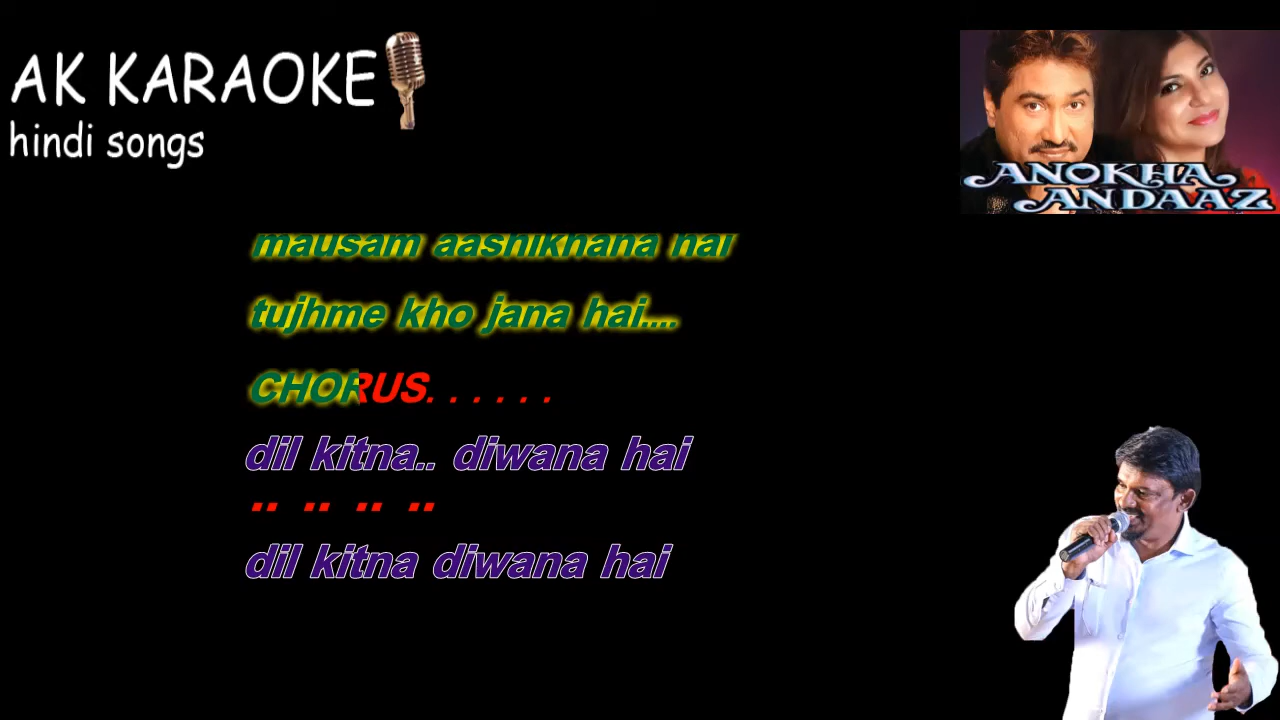 AK KARAOKE
hindi songs
ANOKHA
ANDAAZ
mausam aashikhana hai
tujhme kho jana hai....
CHORUS. . . . . .
dil kitna.. diwana hai
.. .. .. ..
dil kitna diwana hai